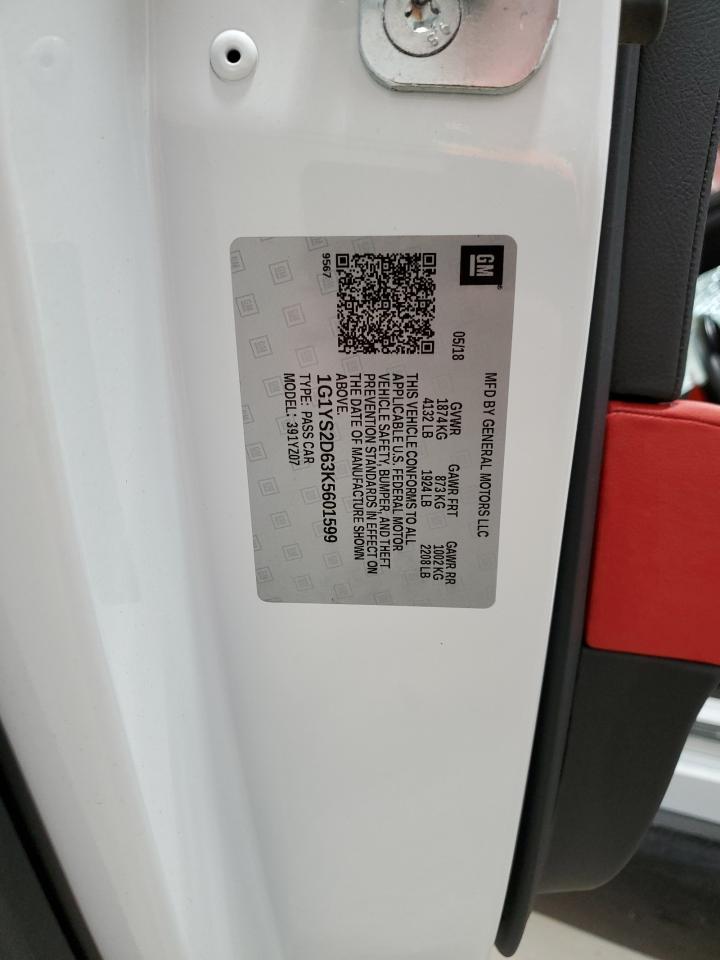 GM
MFD BY GENERAL MOTORS LLC
05/18
GVWR GAWR FRT GAWR RR
1874 KG 873 KG 1002 KG
4132 LB 1924 LB 2208 LB
THIS VEHICLE CONFORMS TO ALL
APPLICABLE U.S. FEDERAL MOTOR
VEHICLE SAFETY, BUMPER, AND THEFT
PREVENTION STANDARDS IN EFFECT ON
THE DATE OF MANUFACTURE SHOWN
ABOVE.
9567
1G1YS2D63K5601599
TYPE: PASS CAR
MODEL: 391YZ07